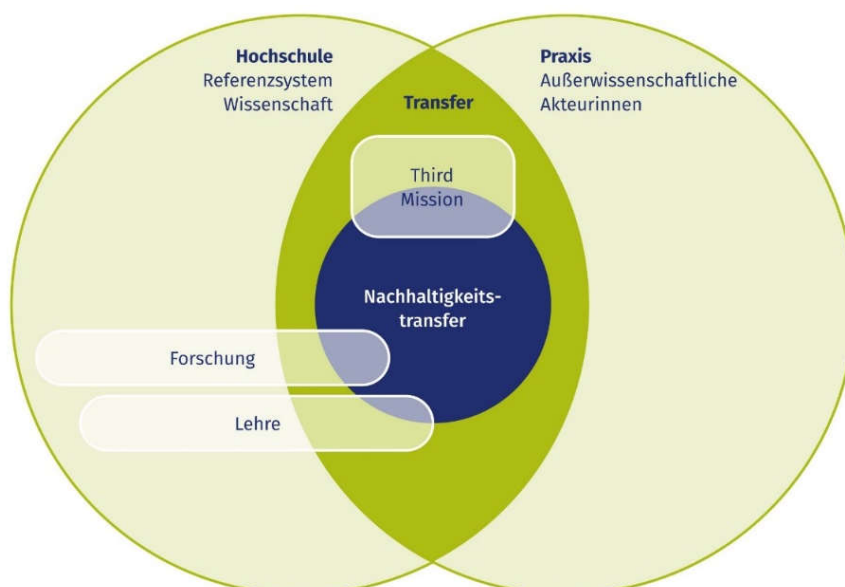 Hochschule
Referenzsystem
Wissenschaft
Transfer
Praxis
Außerwissenschaftliche
Akteurinnen
Third
Mission
Nachhaltigkeits-
transfer
Forschung
Lehre